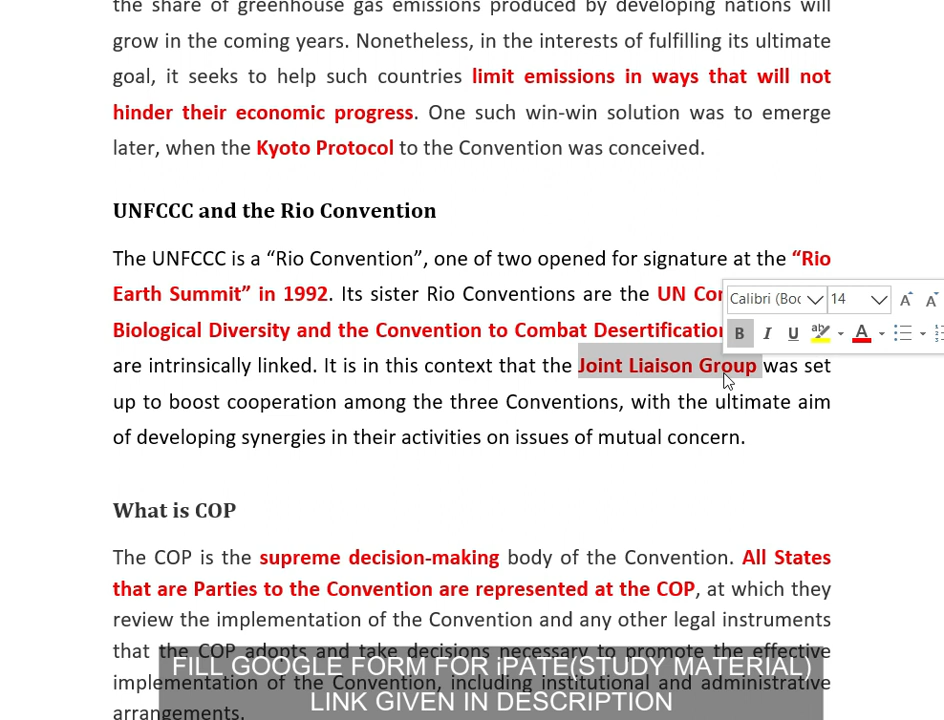 the share of greenhouse gas emissions produced by developing nations will
grow in the coming years. Nonetheless, in the interests of fulfilling its ultimate
goal, it seeks to help such countries limit emissions in ways that will not
hinder their economic progress. One such win-win solution was to emerge
later, when the Kyoto Protocol to the Convention was conceived.
UNFCCC and the Rio Convention
The UNFCCC is a “Rio Convention”, one of two opened for signature at the “Rio
Earth Summit” in 1992. Its sister Rio Conventions are the UN
Biological Diversity and the Convention to Combat Desertification
are intrinsically linked. It is in this context that the Joint Liaison Group was set
up to boost cooperation among the three Conventions, with the ultimate aim
of developing synergies in their activities on issues of mutual concern.
Calibri (Boc 14 A A
B I U ab A
What is COP
The COP is the supreme decision-making body of the Convention. All States
that are Parties to the Convention are represented at the COP, at which they
review the implementation of the Convention and any other legal instruments
that the COP adopts and take decisions necessary to promote the effective
implementation of the Convention, including institutional and administrative
arrangements.
FILL GOOGLE FORM FOR iPATE(STUDY MATERIAL)
LINK GIVEN IN DESCRIPTION